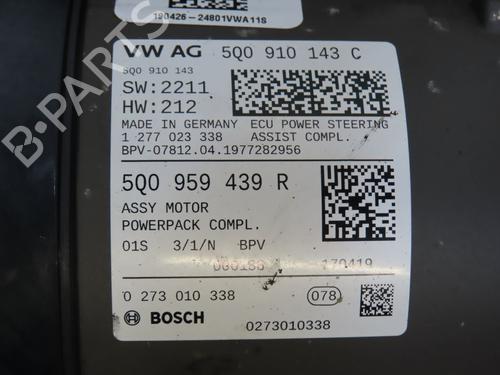 190426-24801VWA11S
VW AG 5Q0 910 143 C
5Q0 910 143
SW:2211
HW:212
MADE IN GERMANY ECU POWER STEERING
1 277 023 338 ASSIST COMPL.
BPV-07812.04.1977282956
5Q0 959 439 R
ASSY MOTOR
POWERPACK COMPL.
01S 3/1/N BPV
170419
0 273 010 338 078
BOSCH 0273010338
B-PARTS